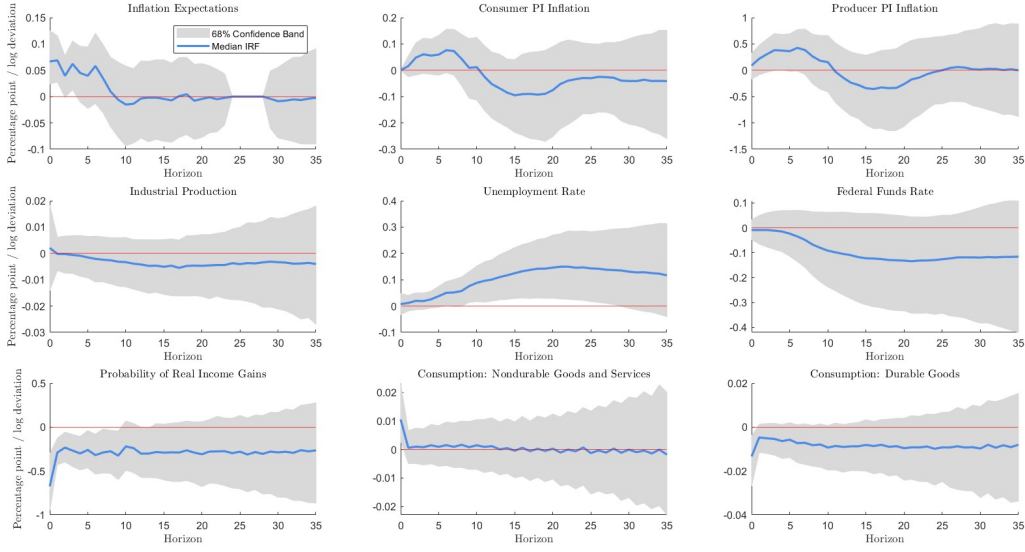 Inflation Expectations
Percentage point / log deviation
0.15
0.1
0.05
0
-0.05
-0.1
68% Confidence Band
Median IRF
0 5 10 15 20 25 30 35
Horizon
Consumer PI Inflation
0.2
0.1
0
-0.1
-0.2
-0.3
0 5 10 15 20 25 30 35
Horizon
Producer PI Inflation
1
0.5
0
-0.5
-1.5
0 5 10 15 20 25 30 35
Horizon
Industrial Production
Percentage point / log deviation
0.02
0.01
0
-0.01
-0.02
-0.03
0 5 10 15 20 25 30 35
Horizon
Unemployment Rate
0.4
0.3
0.2
0.1
0
-0.1
0 5 10 15 20 25 30 35
Horizon
Federal Funds Rate
0.1
0
-0.1
-0.2
-0.3
-0.4
0 5 10 15 20 25 30 35
Horizon
Probability of Real Income Gains
Percentage point / log deviation
0.5
0
-0.5
-1
0 5 10 15 20 25 30 35
Horizon
Consumption: Nondurable Goods and Services
0.02
0.01
0
-0.01
-0.02
0 5 10 15 20 25 30 35
Horizon
Consumption: Durable Goods
0.02
0
-0.02
-0.04
0 5 10 15 20 25 30 35
Horizon